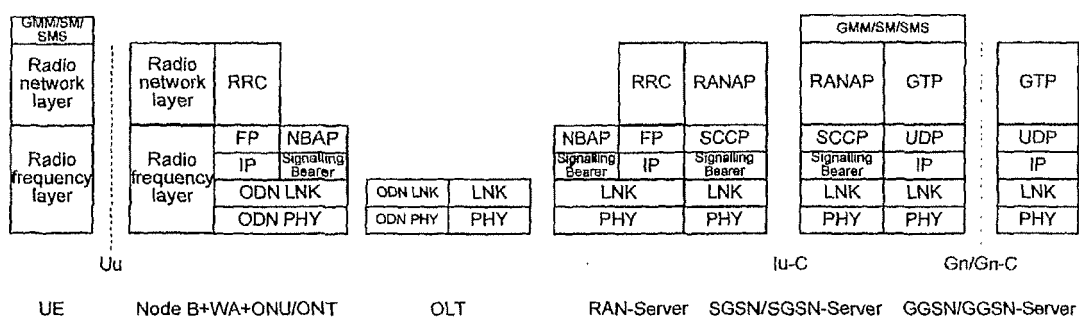 GMM/SM/
SMS
Radio
network
layer
Radio
frequency
layer
Radio
network
layer
RRC
Radio
frequency
layer
FP
NBAP
IP
Signalling
Bearer
ODN LNK
ODN PHY
ODN LNK
LNK
ODN PHY
PHY
RRC
RANAP
NBAP
FP
SCCP
Signalling
Bearer
IP
Signalling
Bearer
LNK
LNK
PHY
PHY
GMM/SM/SMS
RANAP
GTP
SCCP
UDP
Signalling
Bearer
IP
LNK
LNK
PHY
PHY
GTP
UDP
IP
LNK
PHY
Uu
Iu-C
Gn/Gn-C
UE
Node B+WA+ONU/ONT
OLT
RAN-Server
SGSN/SGSN-Server
GGSN/GGSN-Server